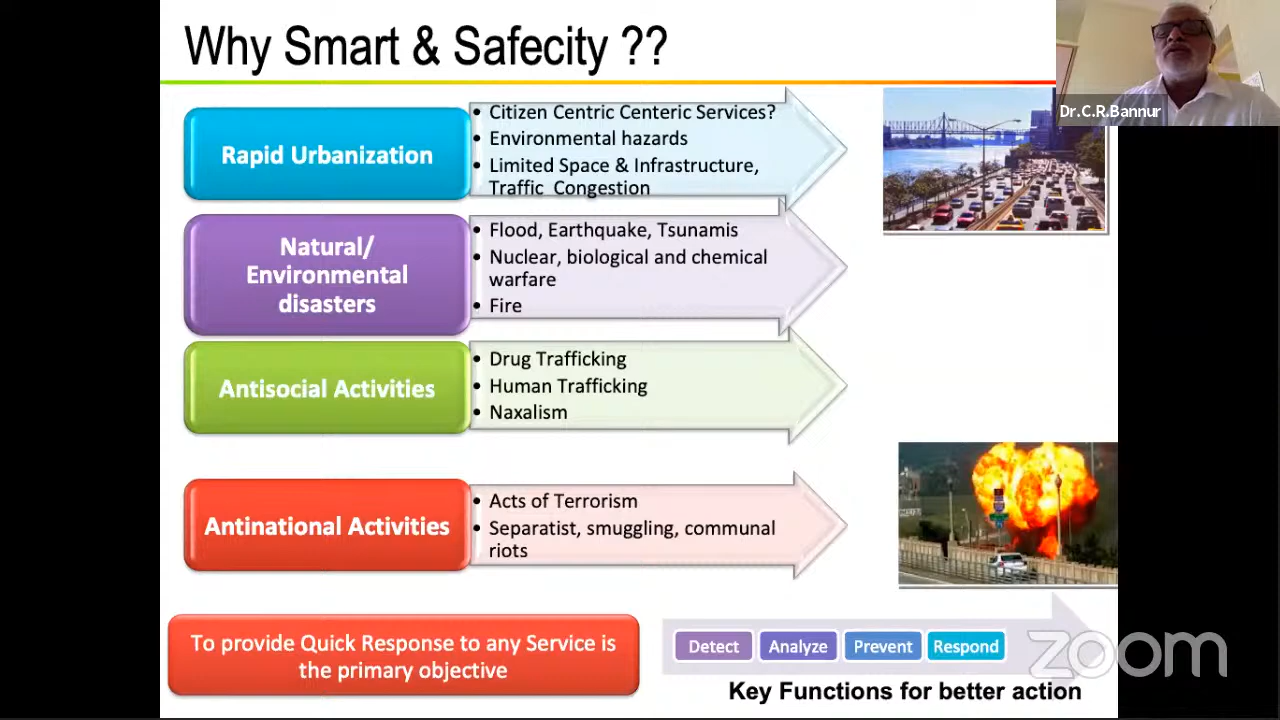 Why Smart & Safecity ??
Dr.C.R.Bannur
Rapid Urbanization
• Citizen Centric Centeric Services?
• Environmental hazards
• Limited Space & Infrastructure,
Traffic Congestion
Natural/
Environmental
disasters
• Flood, Earthquake, Tsunamis
• Nuclear, biological and chemical
warfare
• Fire
Antisocial Activities
• Drug Trafficking
• Human Trafficking
• Naxalism
Antinational Activities
• Acts of Terrorism
• Separatist, smuggling, communal
riots
To provide Quick Response to any Service is
the primary objective
Detect
Analyze
Prevent
Respond
Key Functions for better action
zoom